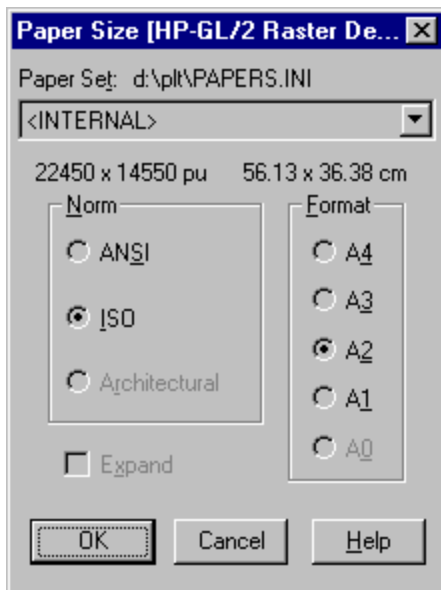 Paper Size [HP-GL/2 Raster De...
Paper Set: d:\plt\PAPERS.INI
<INTERNAL>
22450 x 14550 pu 56.13 x 36.38 cm
Norm
ANSI
ISO
Architectural
Expand
Format
A4
A3
A2
A1
A0
OK Cancel Help